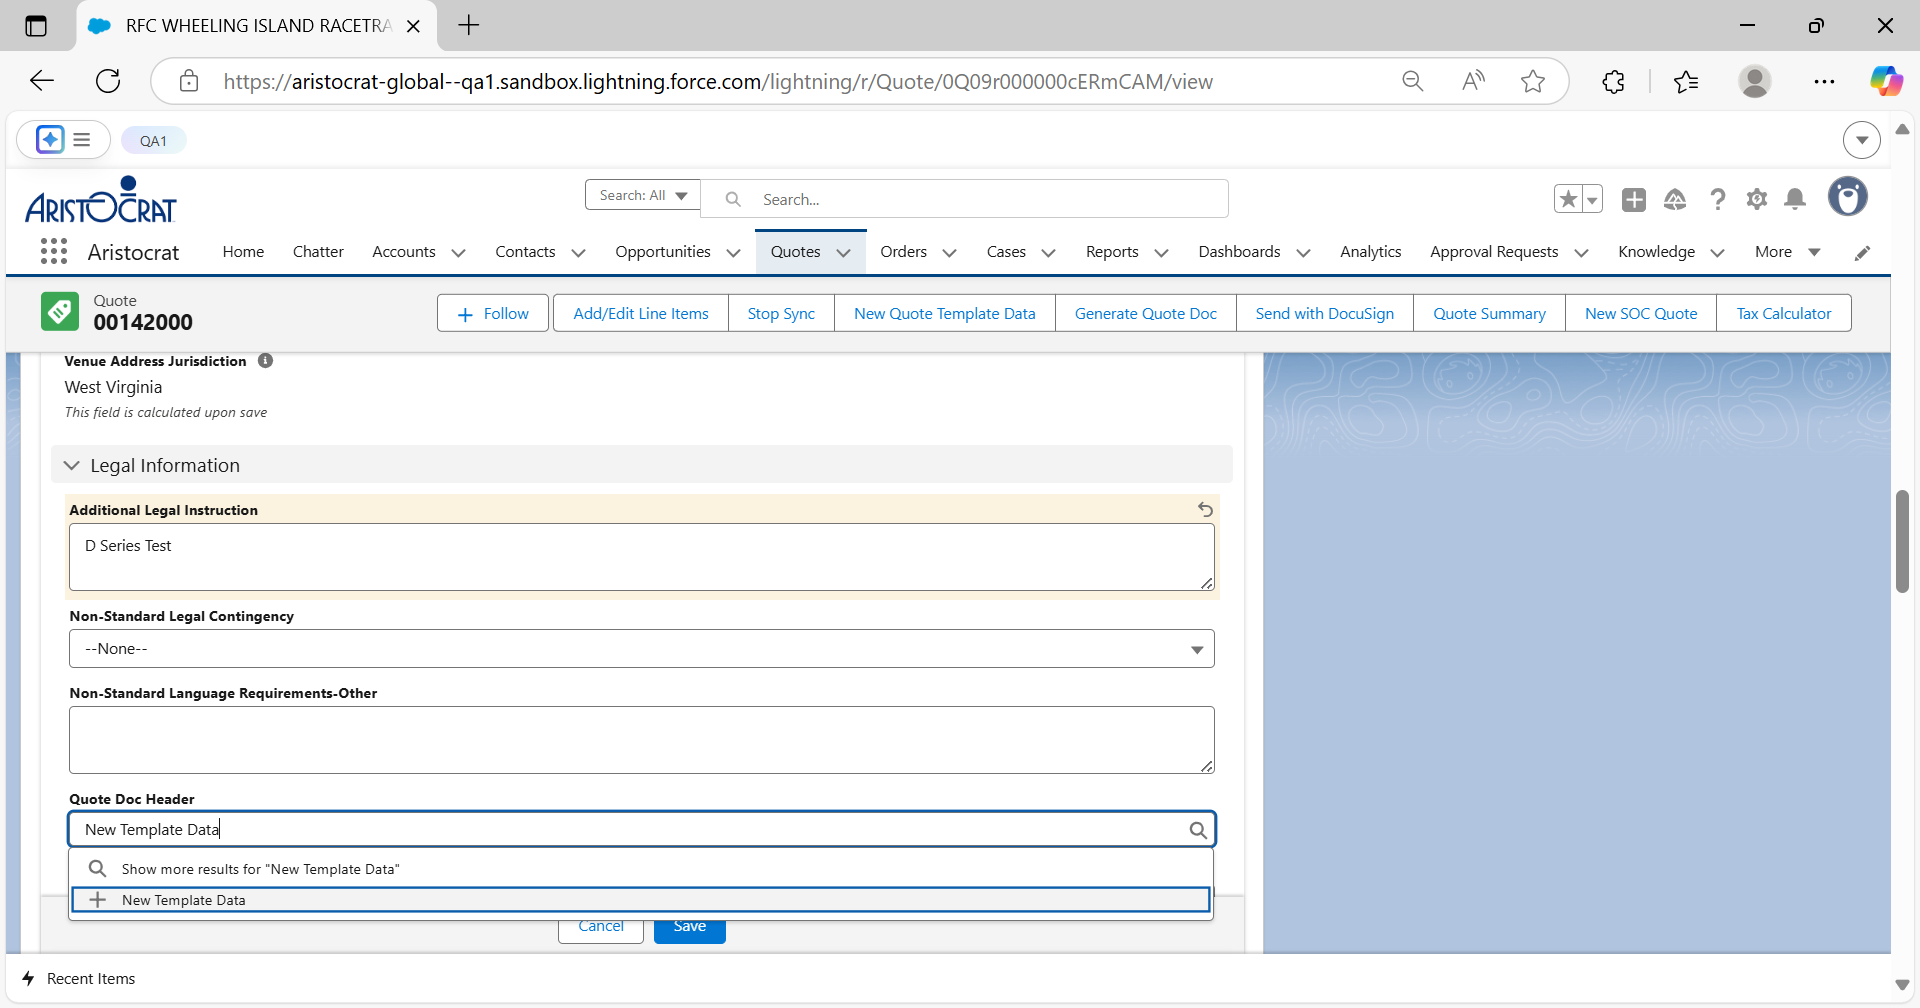 RFC WHEELING ISLAND RACETRA
https://aristocrat-global--qa1.sandbox.lightning.force.com/lightning/r/Quote/0Q09r000000cERmCAM/view
QA1
ARISTOCRAT
Search: All
Search...
Aristocrat
Home
Chatter
Accounts
Contacts
Opportunities
Quotes
Orders
Cases
Reports
Dashboards
Analytics
Approval Requests
Knowledge
More
Quote
00142000
Follow
Add/Edit Line Items
Stop Sync
New Quote Template Data
Generate Quote Doc
Send with DocuSign
Quote Summary
New SOC Quote
Tax Calculator
Venue Address Jurisdiction
West Virginia
This field is calculated upon save
Legal Information
Additional Legal Instruction
D Series Test
Non-Standard Legal Contingency
--None--
Non-Standard Language Requirements-Other
Quote Doc Header
New Template Data
Show more results for "New Template Data"
New Template Data
Cancel
Save
Recent Items